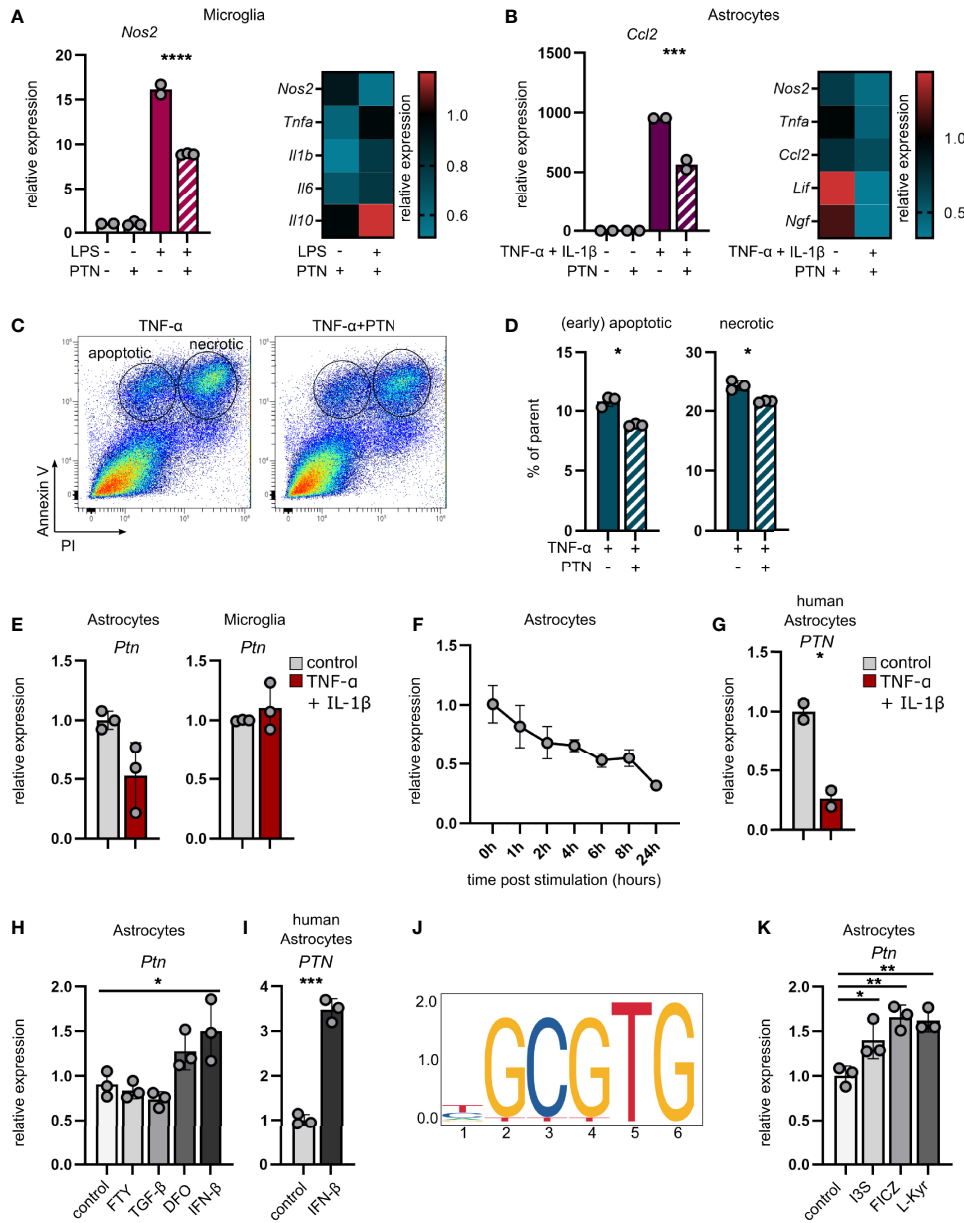 A
Microglia
Nos2
****
relative expression
20
15
10
5
0
LPS - - + +
PTN - + - +
Nos2
Tnfa
Il1b
Il6
Il10
LPS - +
PTN + +
1.0
0.8
0.6
relative expression
B
Astrocytes
Ccl2
***
relative expression
1500
1000
500
0
TNF-α + IL-1β - - + +
PTN - + - +
Nos2
Tnfa
Ccl2
Lif
Ngf
TNF-α + IL-1β - +
PTN + +
1.0
0.5
relative expression
C
TNF-α
TNF-α+PTN
apoptotic
necrotic
apoptotic
Annexin V
PI
D
(early) apoptotic
necrotic
*
*
% of parent
15
10
5
0
30
20
10
0
TNF-α + + + +
PTN - + - +
E
Astrocytes
Microglia
Ptn
Ptn
relative expression
1.5
1.0
0.5
0.0
1.5
1.0
0.5
0.0
control
TNF-α
+ IL-1β
F
Astrocytes
relative expression
1.5
1.0
0.5
0.0
0h
1h
2h
4h
6h
8h
24h
time post stimulation (hours)
G
human
Astrocytes
PTN
*
relative expression
1.5
1.0
0.5
0.0
control
TNF-α
+ IL-1β
H
Astrocytes
Ptn
*
relative expression
2.0
1.5
1.0
0.5
0.0
control
FTY
TGF-β
DFO
IFN-β
I
human
Astrocytes
PTN
***
4
3
2
1
0
control
IFN-β
J
2.0
1.0
0.0
GCGTG
1 2 3 4 5 6
K
Astrocytes
Ptn
**
**
*
relative expression
2.0
1.5
1.0
0.5
0.0
control
I3S
FICZ
L-Kyr